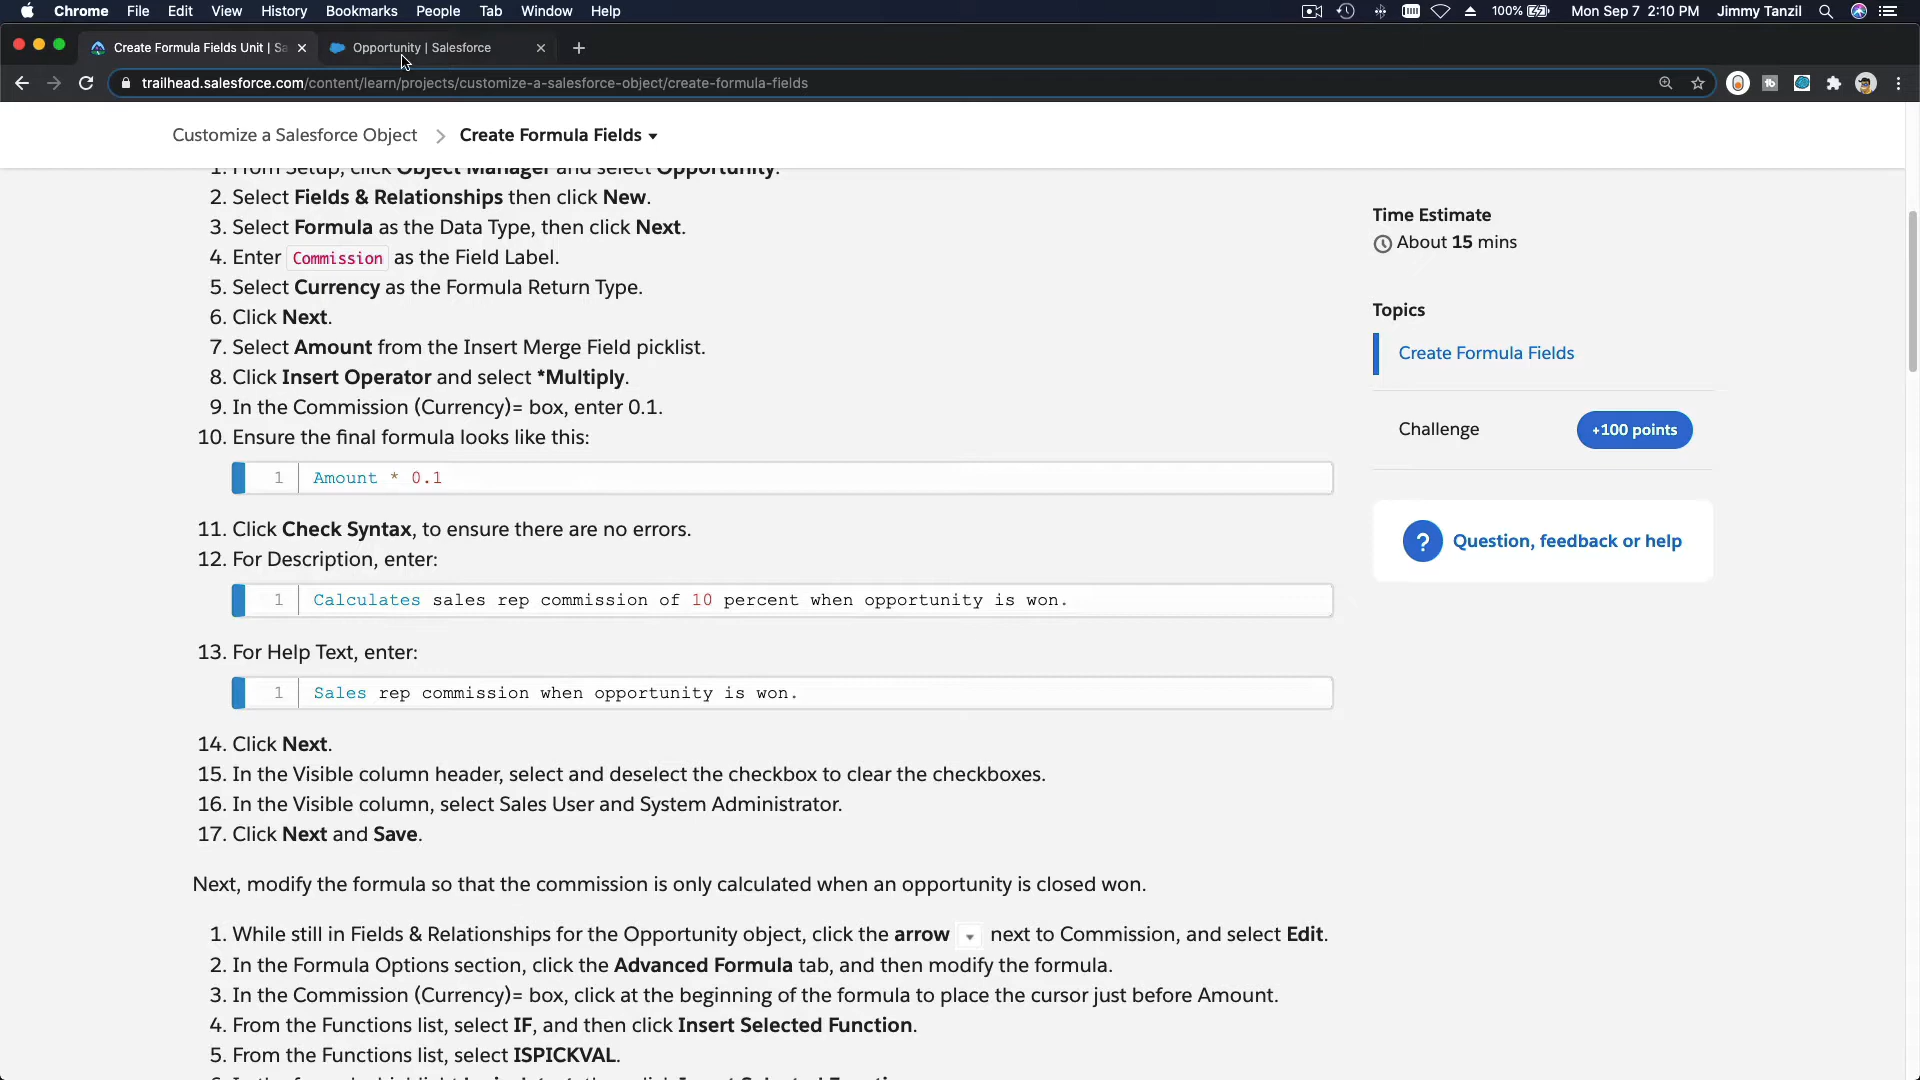 Chrome File Edit View History Bookmarks People Tab Window Help 100% Mon Sep 7 2:10 PM Jimmy Tanzil
Create Formula Fields Unit | Sa Opportunity | Salesforce
trailhead.salesforce.com/content/learn/projects/customize-a-salesforce-object/create-formula-fields
Customize a Salesforce Object > Create Formula Fields
1. From Setup, click Object Manager and select Opportunity.
2. Select Fields & Relationships then click New.
3. Select Formula as the Data Type, then click Next.
4. Enter Commission as the Field Label.
5. Select Currency as the Formula Return Type.
6. Click Next.
7. Select Amount from the Insert Merge Field picklist.
8. Click Insert Operator and select *Multiply.
9. In the Commission (Currency)= box, enter 0.1.
10. Ensure the final formula looks like this:
1 Amount * 0.1
11. Click Check Syntax, to ensure there are no errors.
12. For Description, enter:
1 Calculates sales rep commission of 10 percent when opportunity is won.
13. For Help Text, enter:
1 Sales rep commission when opportunity is won.
14. Click Next.
15. In the Visible column header, select and deselect the checkbox to clear the checkboxes.
16. In the Visible column, select Sales User and System Administrator.
17. Click Next and Save.
Next, modify the formula so that the commission is only calculated when an opportunity is closed won.
1. While still in Fields & Relationships for the Opportunity object, click the arrow next to Commission, and select Edit.
2. In the Formula Options section, click the Advanced Formula tab, and then modify the formula.
3. In the Commission (Currency)= box, click at the beginning of the formula to place the cursor just before Amount.
4. From the Functions list, select IF, and then click Insert Selected Function.
5. From the Functions list, select ISPICKVAL.
Time Estimate
About 15 mins
Topics
Create Formula Fields
Challenge +100 points
? Question, feedback or help